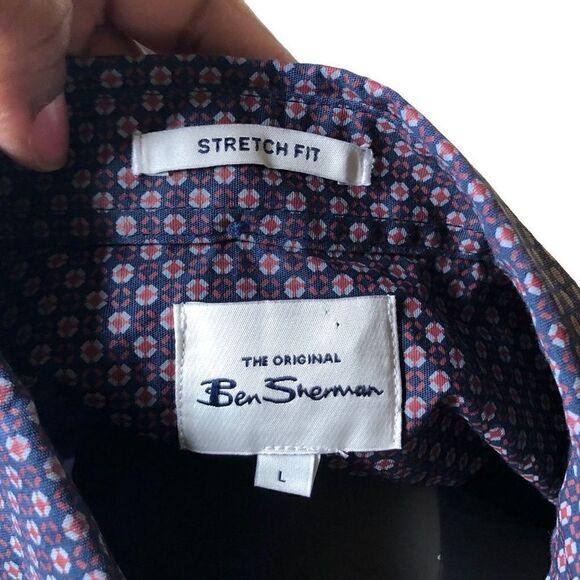 STRETCH FIT
THE ORIGINAL
Ben Sherman
L